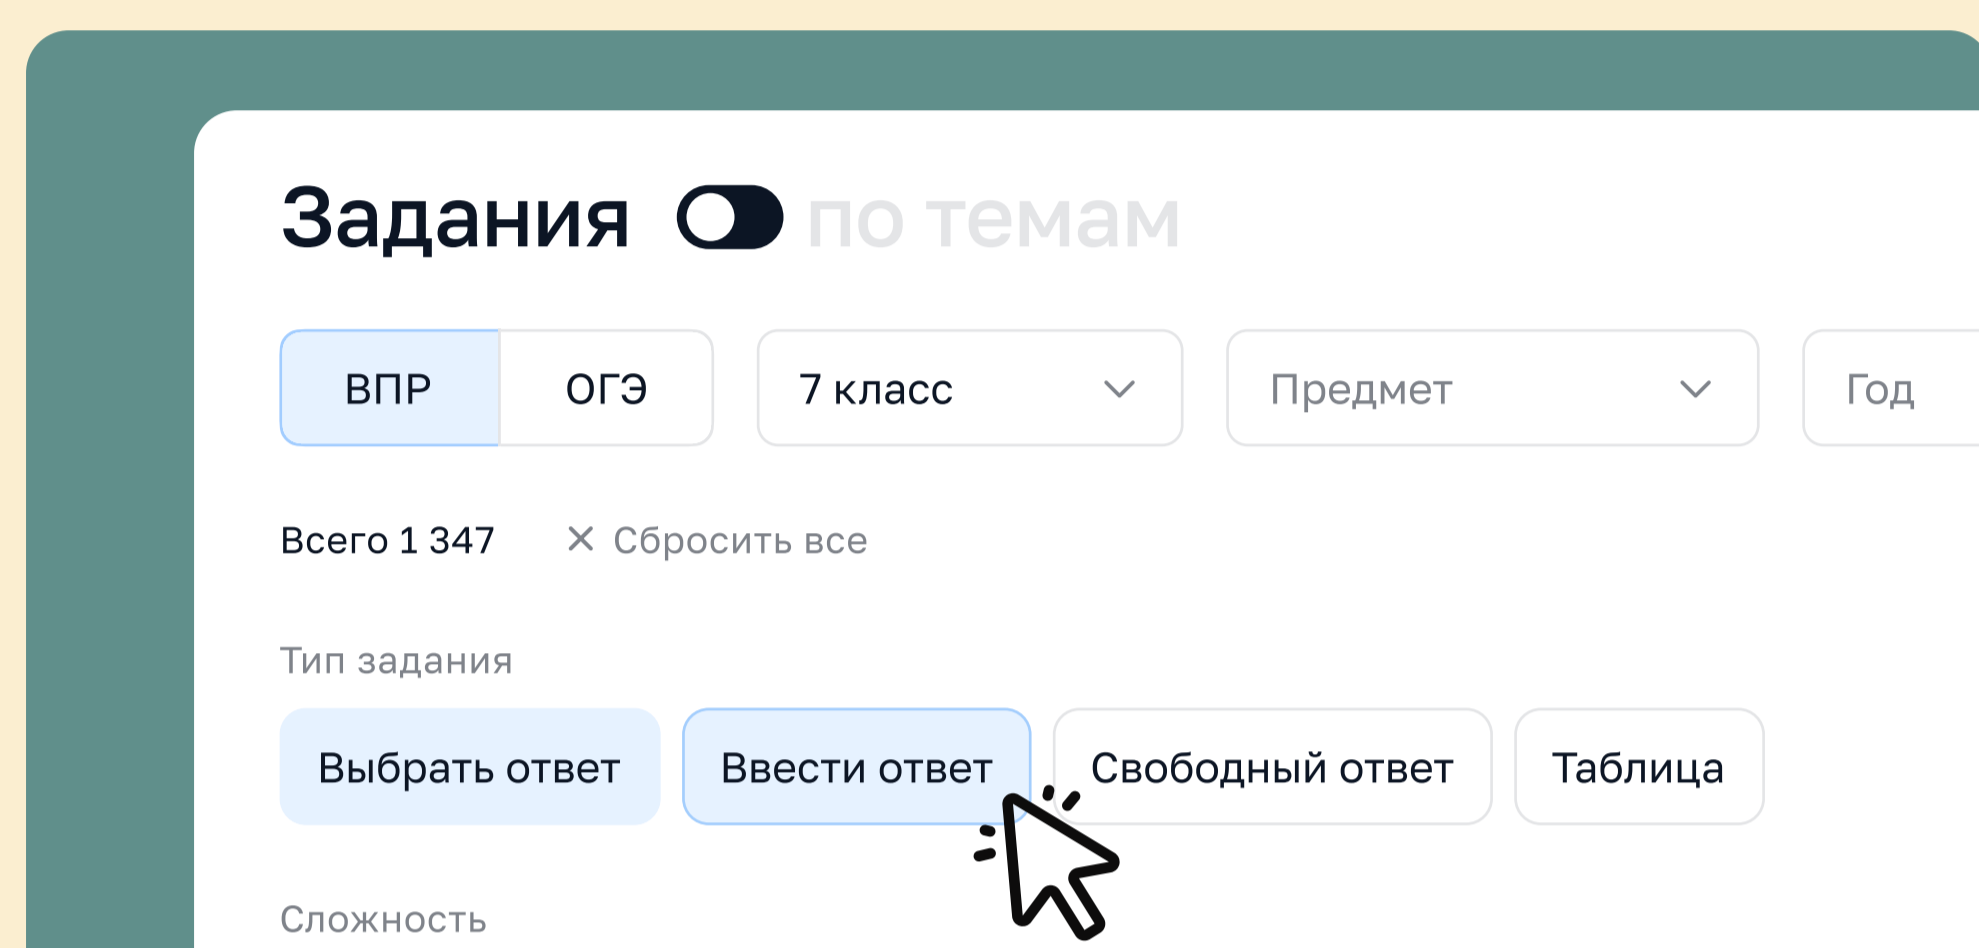 Задания по темам
ВПР ОГЭ 7 класс Предмет Год
Всего 1 347 Сбросить все
Тип задания
Выбрать ответ Ввести ответ Свободный ответ Таблица
Сложность